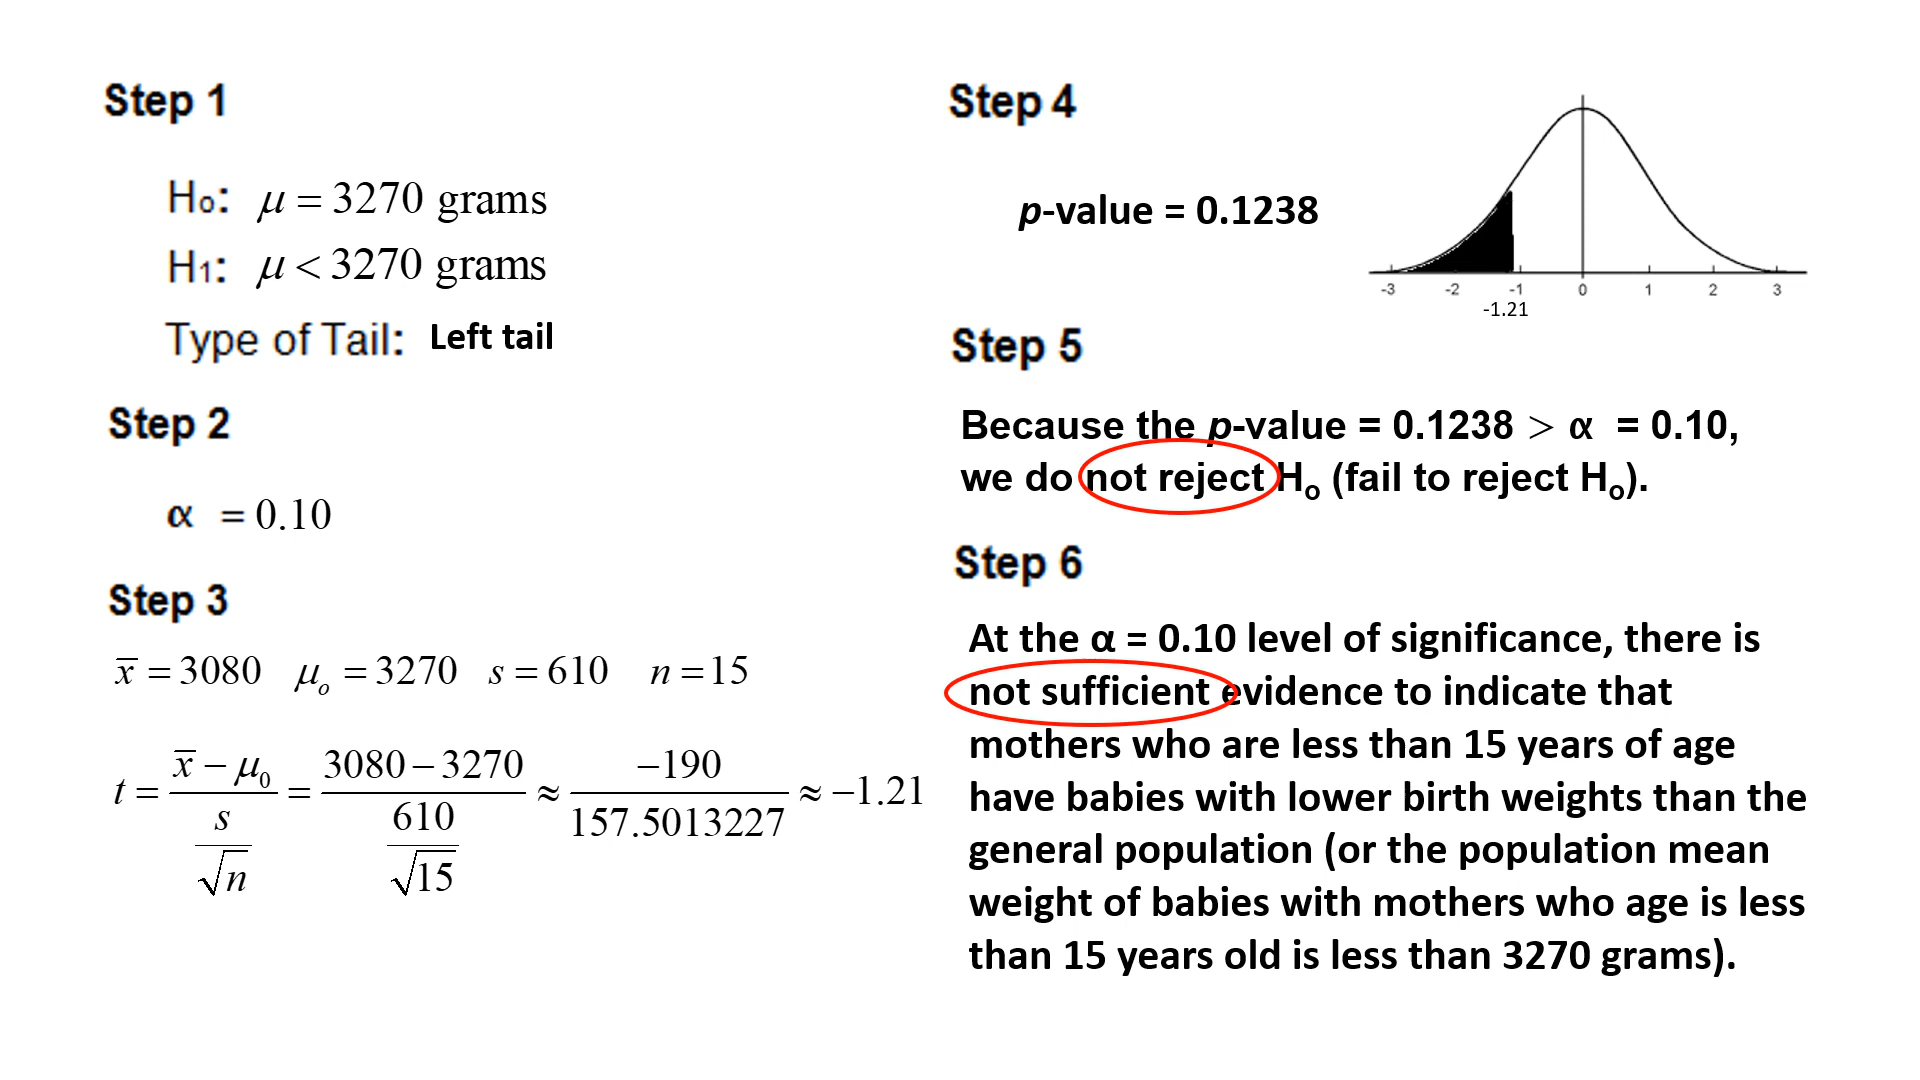 Step 1
H₀: μ = 3270 grams
H₁: μ < 3270 grams
Type of Tail: Left tail
Step 2
α = 0.10
Step 3
x̅ = 3080 μₒ = 3270 s = 610 n = 15
t = (x̅ − μ₀)/(s/√n) = (3080 − 3270)/(610/√15) ≈ −190/157.5013227 ≈ −1.21
Step 4
p-value = 0.1238
-3 -2 -1 0 1 2 3
-1.21
Step 5
Because the p-value = 0.1238 > α = 0.10,
we do not reject Hₒ (fail to reject Hₒ).
Step 6
At the α = 0.10 level of significance, there is
not sufficient evidence to indicate that
mothers who are less than 15 years of age
have babies with lower birth weights than the
general population (or the population mean
weight of babies with mothers who age is less
than 15 years old is less than 3270 grams).